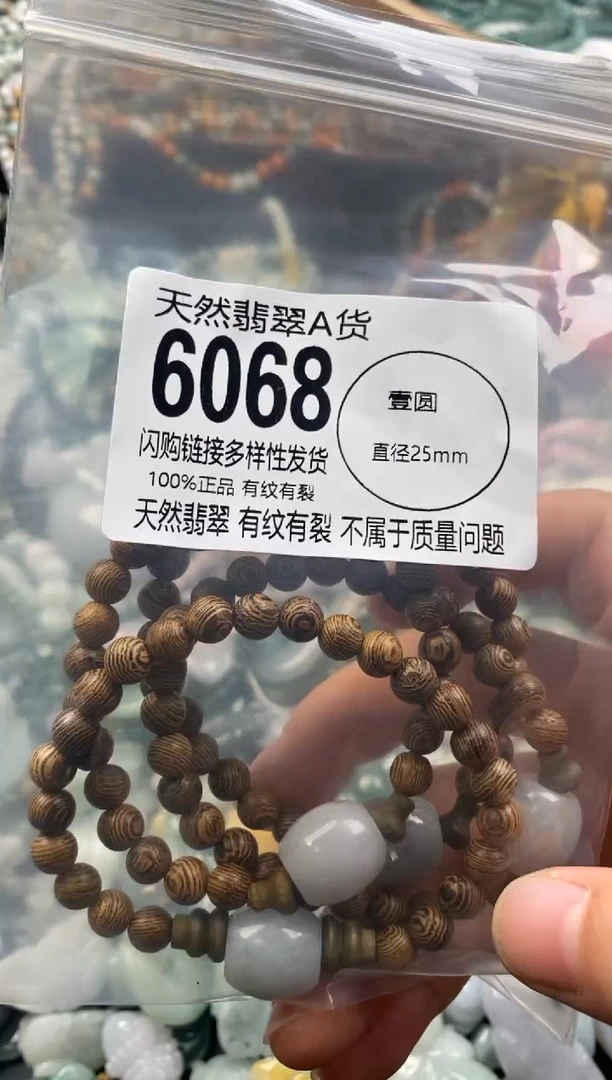 天然翡翠A货
6068
壹圆
直径25mm
闪购链接多样性发货
100%正品 有纹有裂
天然翡翠 有纹有裂 不属于质量问题